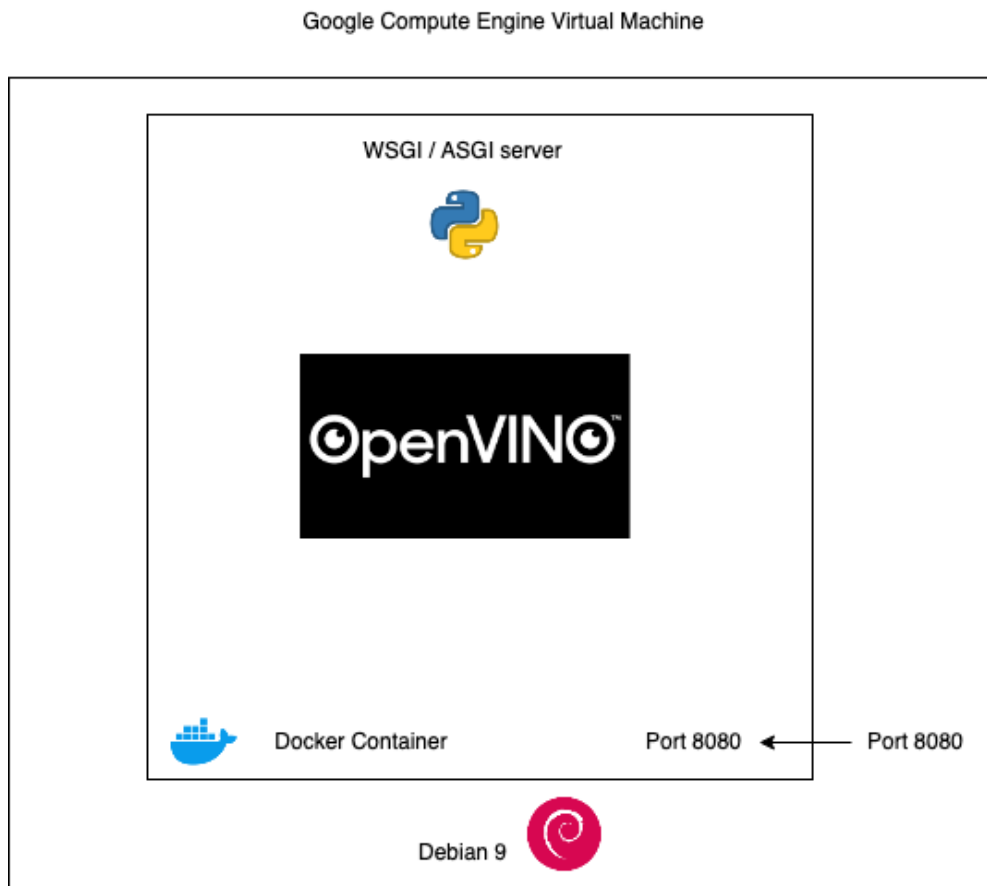 Google Compute Engine Virtual Machine
WSGI / ASGI server
OpenVINO™
Docker Container
Port 8080
Port 8080
Debian 9